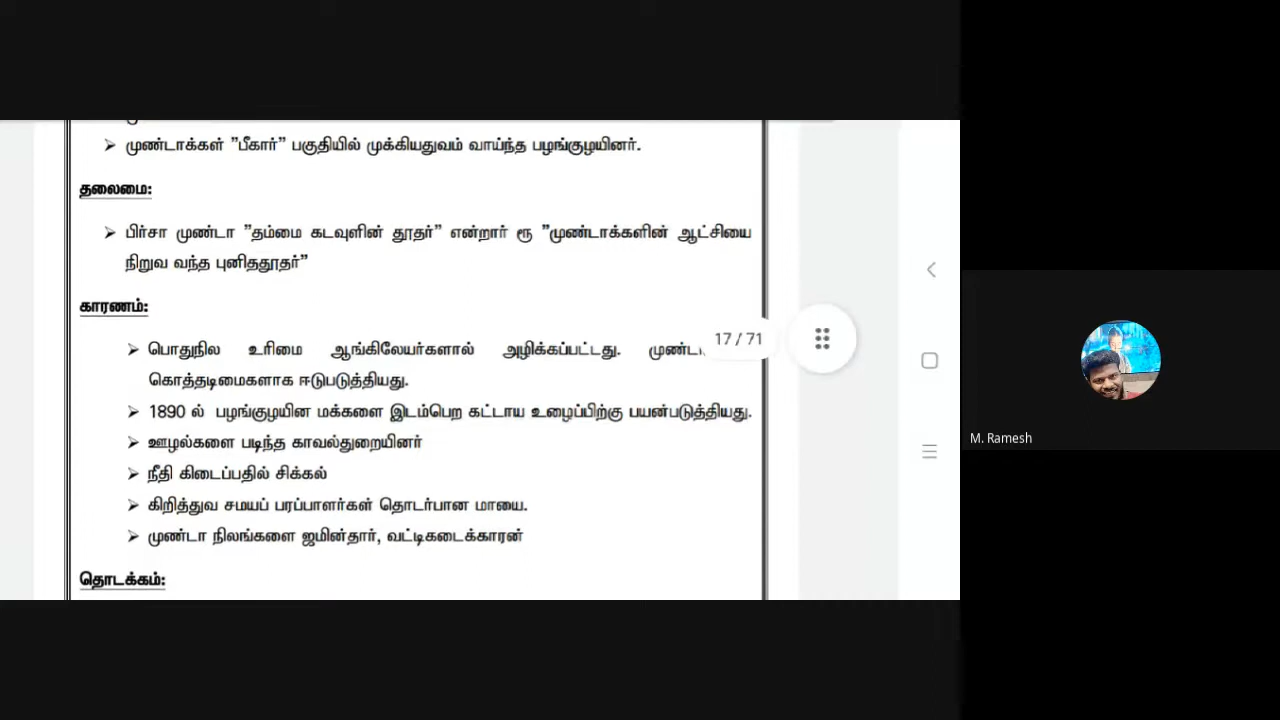 முண்டாக்கள் "பீகார்" பகுதியில் முக்கியதுவம் வாய்ந்த பழங்குழயினர்.
தலைமை:
பிர்சா முண்டா "தம்மை கடவுளின் தூதர்" என்றார் ரூ "முண்டாக்களின் ஆட்சியை
நிறுவ வந்த புனிததூதர்"
காரணம்:
பொதுநில உரிமை ஆங்கிலேயர்களால் அழிக்கப்பட்டது.
17 / 71
கொத்தடிமைகளாக ஈடுபடுத்தியது.
1890 ல் பழங்குழயின மக்களை இடம்பெற கட்டாய உழைப்பிற்கு பயன்படுத்தியது.
ஊழல்களை படிந்த காவல்துறையினர்
நீதி கிடைப்பதில் சிக்கல்
கிறித்துவ சமயப் பரப்பாளர்கள் தொடர்பான மாயை.
முண்டா நிலங்களை ஜமின்தார், வட்டிகடைக்காரன்
தொடக்கம்:
M. Ramesh